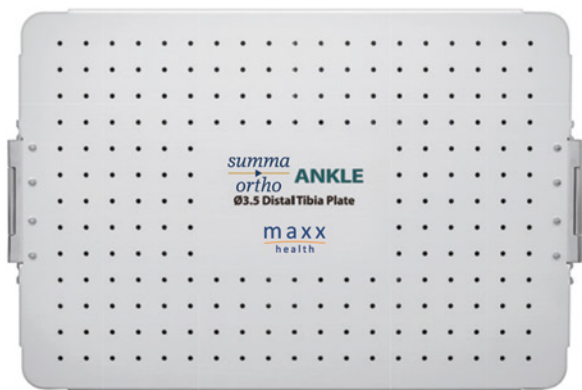 summa
ortho
ANKLE
Ø3.5 Distal Tibia Plate
maxx
health